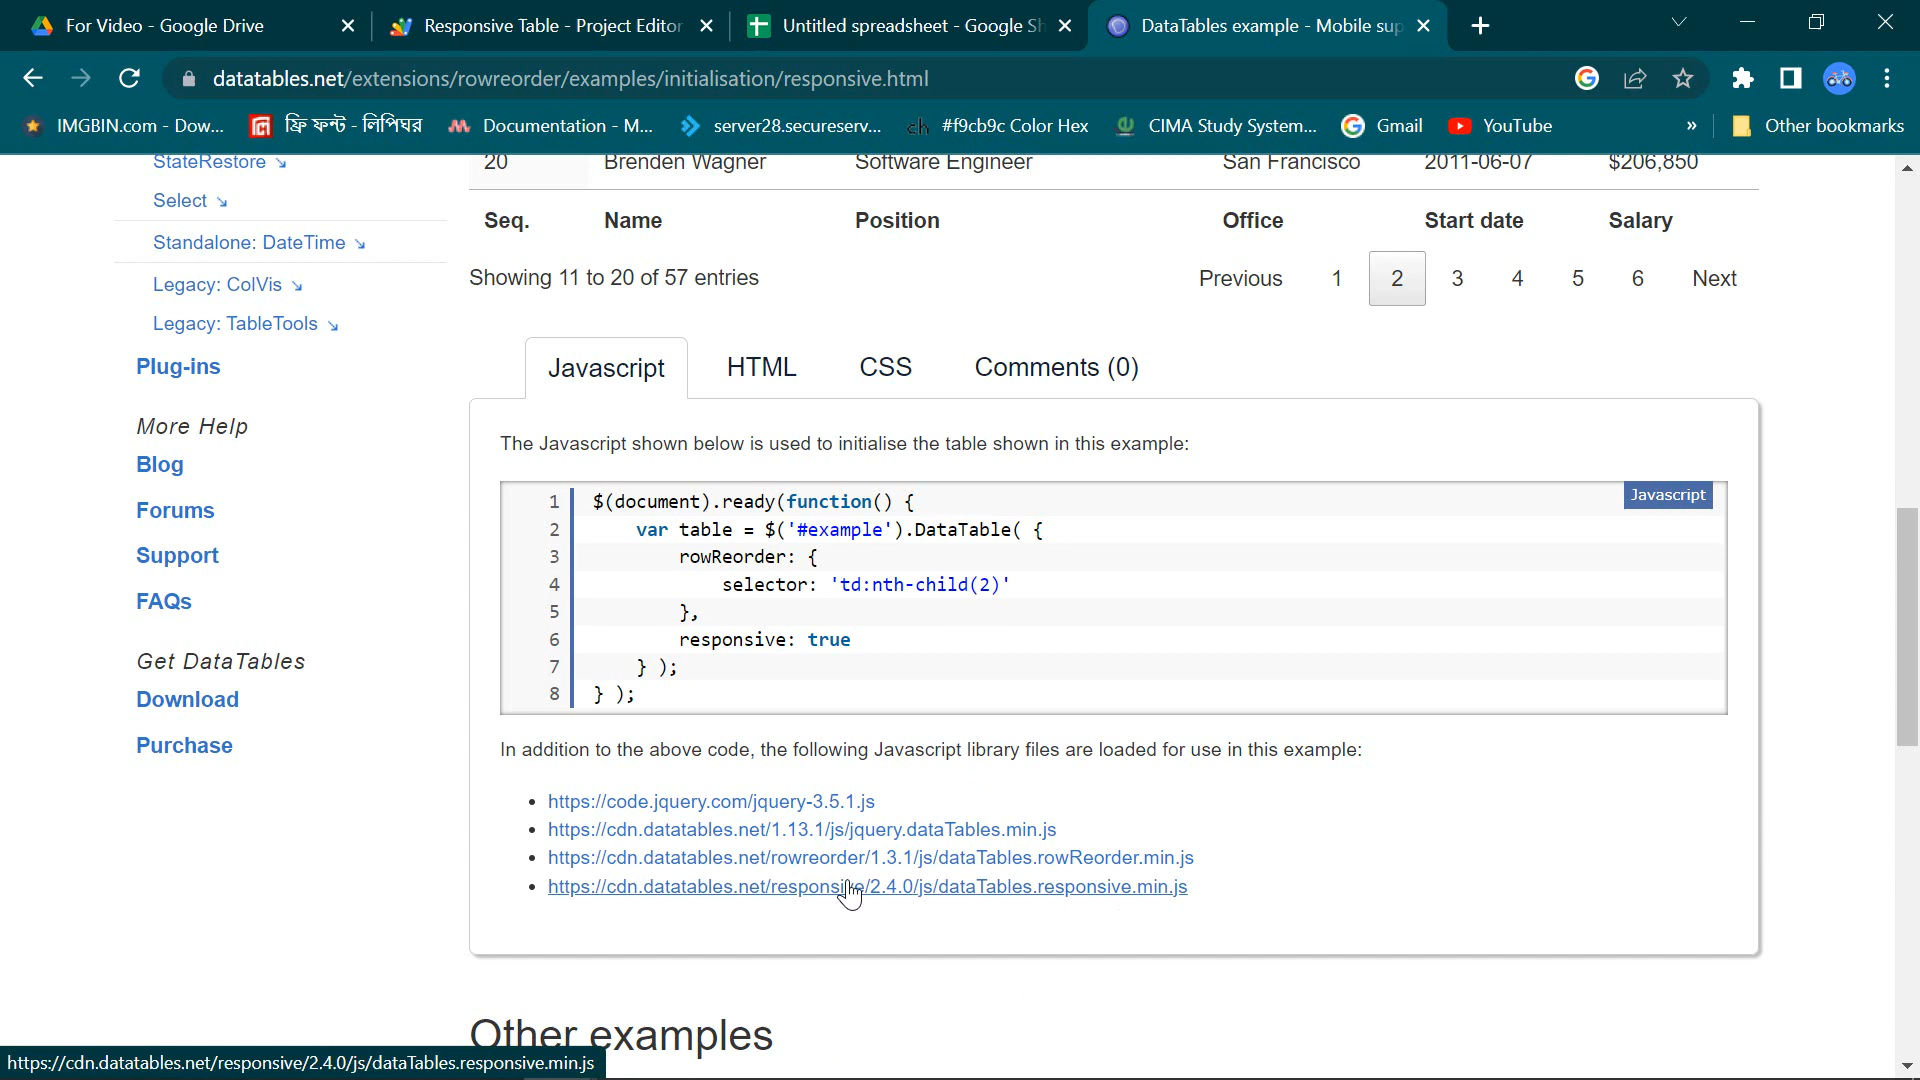 For Video - Google Drive
Responsive Table - Project Editor
Untitled spreadsheet - Google Sh
DataTables example - Mobile sup
datatables.net/extensions/rowreorder/examples/initialisation/responsive.html
IMGBIN.com - Dow...
ফ্রি ফন্ট - লিপিঘর
Documentation - M...
server28.secureserv...
ch #f9cb9c Color Hex
CIMA Study System...
Gmail
YouTube
»
Other bookmarks
StateRestore ↘
Select ↘
Standalone: DateTime ↘
Legacy: ColVis ↘
Legacy: TableTools ↘
Plug-ins
More Help
Blog
Forums
Support
FAQs
Get DataTables
Download
Purchase
20 Brenden Wagner Software Engineer San Francisco 2011-06-07 $206,850
Seq. Name Position Office Start date Salary
Showing 11 to 20 of 57 entries
Previous 1 2 3 4 5 6 Next
Javascript HTML CSS Comments (0)
The Javascript shown below is used to initialise the table shown in this example:
Javascript
1 $(document).ready(function() {
2 var table = $('#example').DataTable( {
3 rowReorder: {
4 selector: 'td:nth-child(2)'
5 },
6 responsive: true
7 } );
8 } );
In addition to the above code, the following Javascript library files are loaded for use in this example:
• https://code.jquery.com/jquery-3.5.1.js
• https://cdn.datatables.net/1.13.1/js/jquery.dataTables.min.js
• https://cdn.datatables.net/rowreorder/1.3.1/js/dataTables.rowReorder.min.js
• https://cdn.datatables.net/responsive/2.4.0/js/dataTables.responsive.min.js
Other examples
https://cdn.datatables.net/responsive/2.4.0/js/dataTables.responsive.min.js